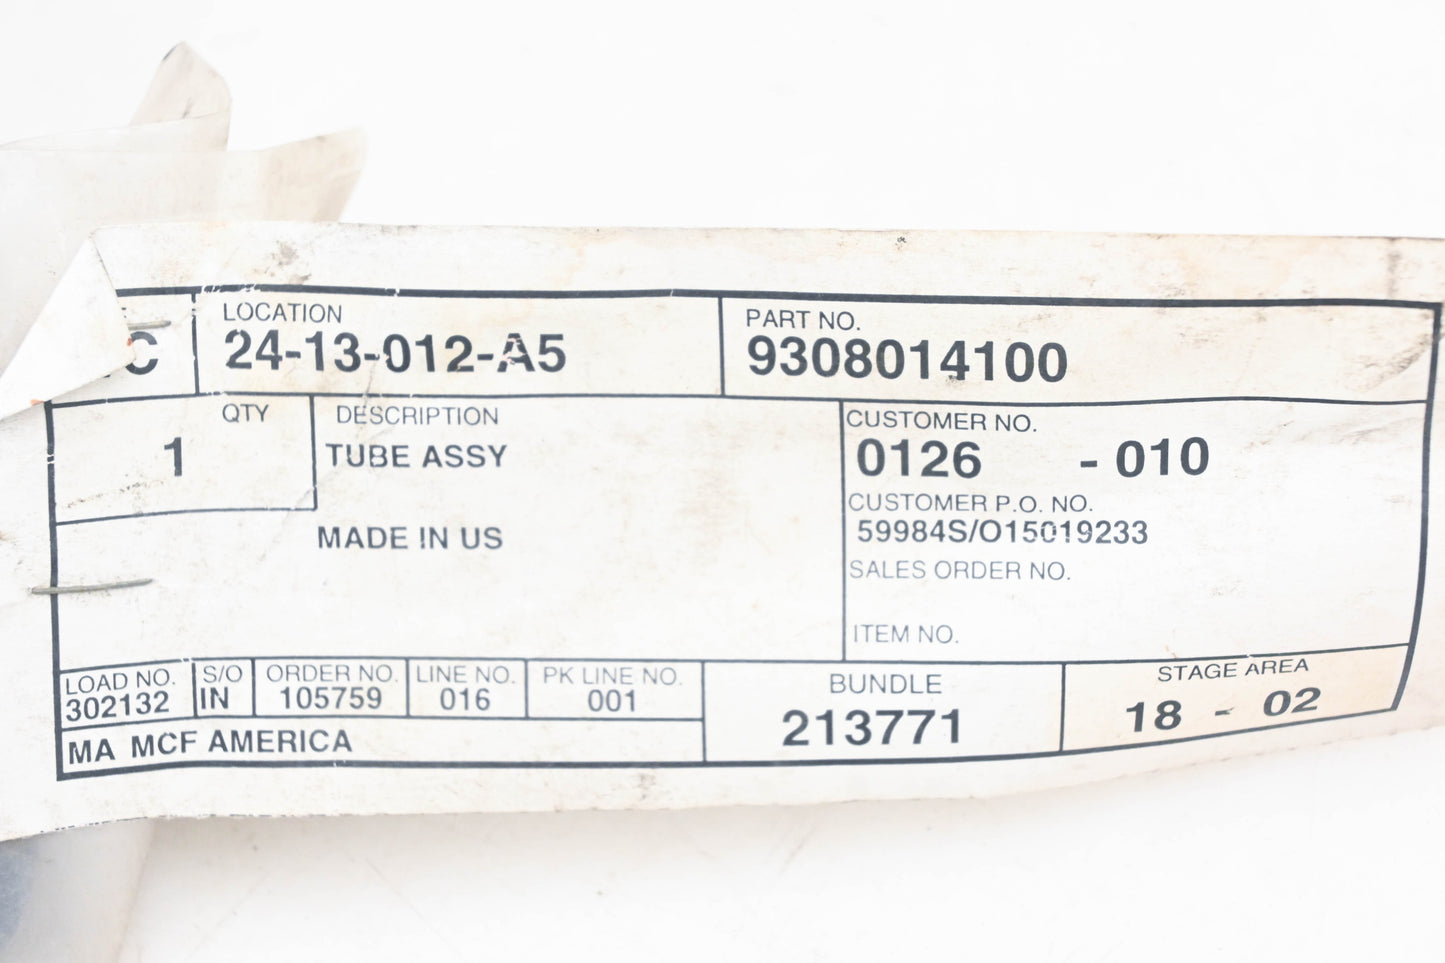 LOCATION
24-13-012-A5
PART NO.
9308014100
C
QTY
1
DESCRIPTION
TUBE ASSY
MADE IN US
CUSTOMER NO.
0126 - 010
CUSTOMER P.O. NO.
59984S/O15019233
SALES ORDER NO.
ITEM NO.
LOAD NO.
302132
S/O
IN
ORDER NO.
105759
LINE NO.
016
PK LINE NO.
001
MA MCF AMERICA
BUNDLE
213771
STAGE AREA
18 - 02